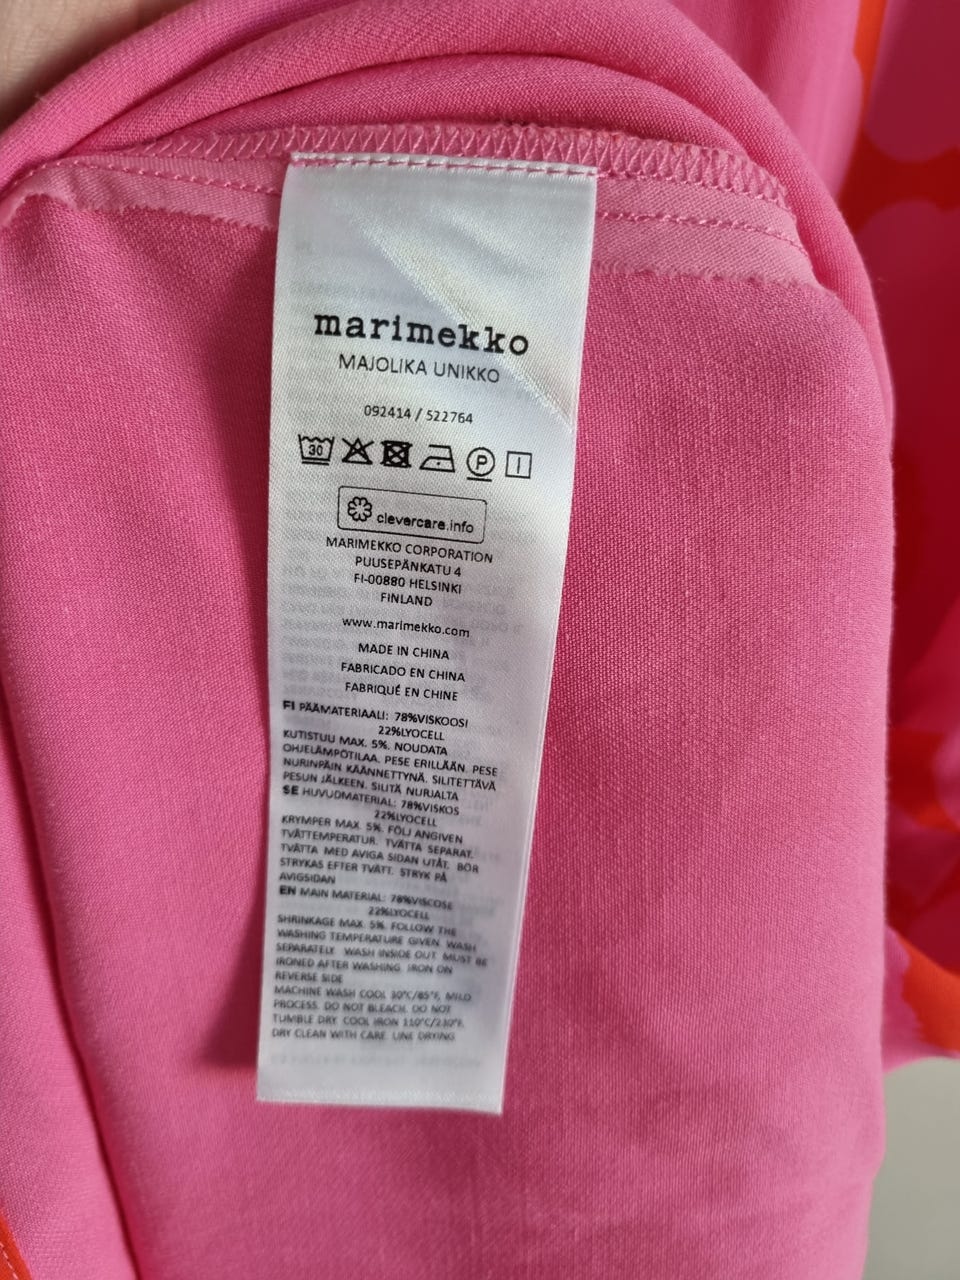 marimekko
MAJOLIKA UNIKKO
092414 / 522764
30 P
clevercare.info
MARIMEKKO CORPORATION
PUUSEPÄNKATU 4
FI-00880 HELSINKI
FINLAND
www.marimekko.com
MADE IN CHINA
FABRICADO EN CHINA
FABRIQUÉ EN CHINE
FI PÄÄMATERIAALI: 78%VISKOOSI
22%LYOCELL
KUTISTUU MAX. 5%. NOUDATA
OHJELÄMPÖTILAA. PESE ERILLÄÄN. PESE
NURINPÄIN KÄÄNNETTYNÄ. SILITETTÄVÄ
PESUN JÄLKEEN. SILITÄ NURJALTA
SE HUVUDMATERIAL: 78%VISKOS
22%LYOCELL
KRYMPER MAX. 5%. FÖLJ ANGIVEN
TVÄTTEMPERATUR. TVÄTTA SEPARAT.
TVÄTTA MED AVIGA SIDAN UTÅT. BÖR
STRYKAS EFTER TVÄTT. STRYK PÅ
AVIGSIDAN
EN MAIN MATERIAL: 78%VISCOSE
22%LYOCELL
SHRINKAGE MAX. 5%. FOLLOW THE
WASHING TEMPERATURE GIVEN. WASH
SEPARATELY. WASH INSIDE OUT. MUST BE
IRONED AFTER WASHING. IRON ON
REVERSE SIDE
MACHINE WASH COOL 30°C/85°F, MILD
PROCESS. DO NOT BLEACH. DO NOT
TUMBLE DRY. COOL IRON 110°C/230°F.
DRY CLEAN WITH CARE. LINE DRYING